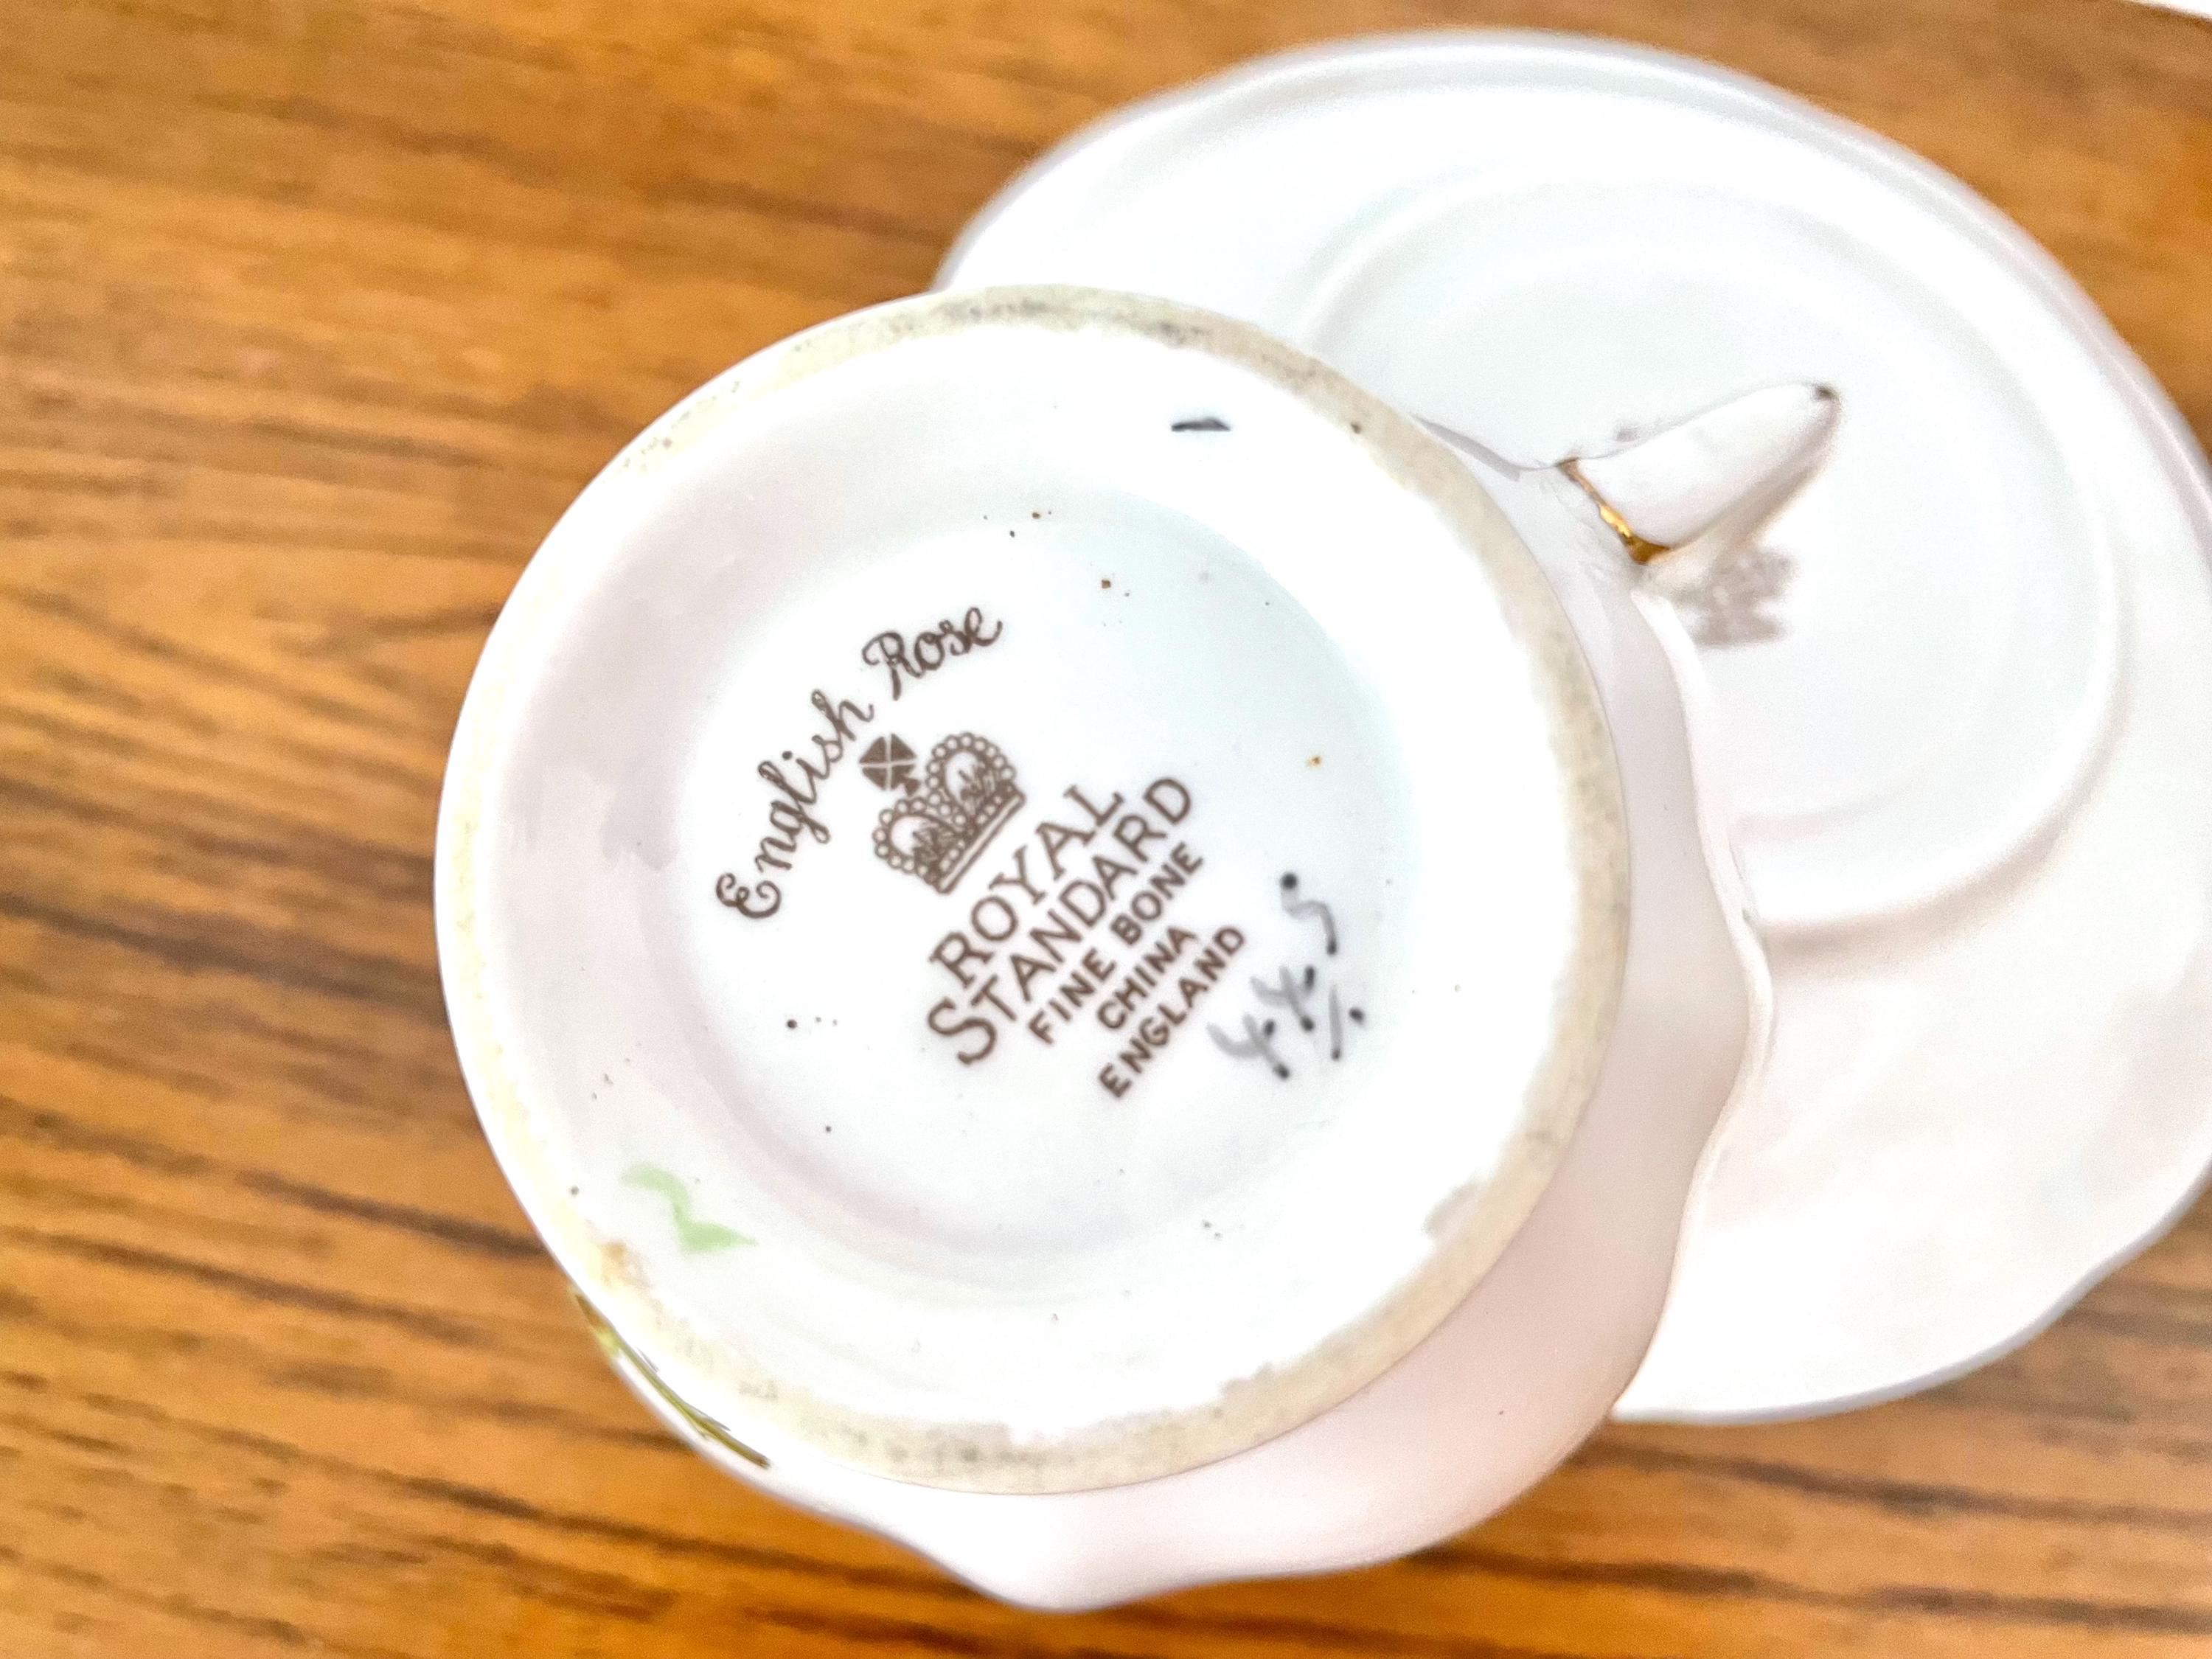 English Rose
ROYAL
STANDARD
FINE BONE
CHINA
ENGLAND